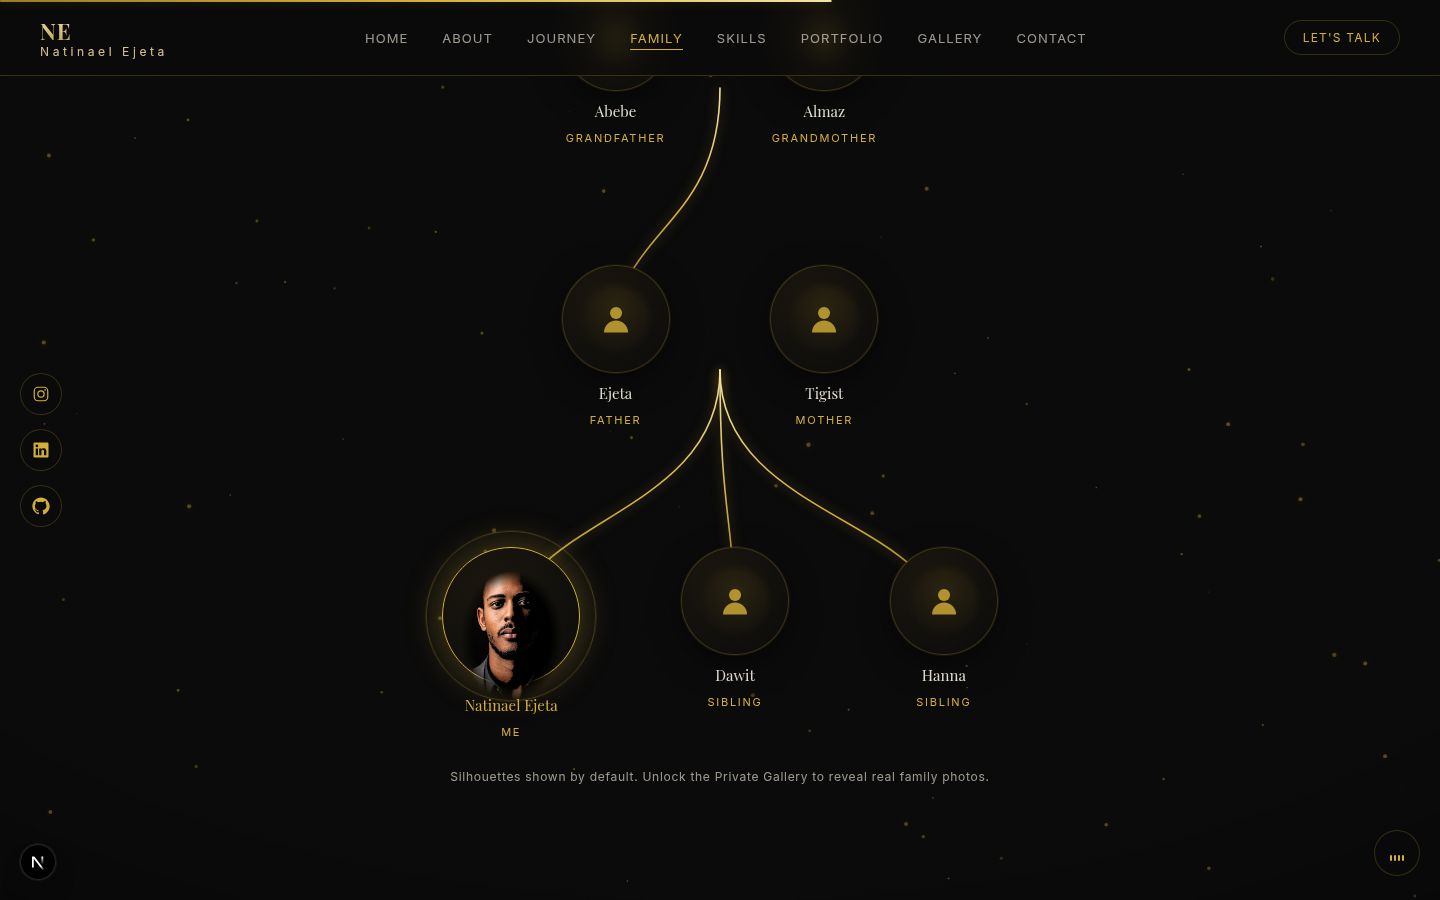 NE
Natinael Ejeta
HOME ABOUT JOURNEY FAMILY SKILLS PORTFOLIO GALLERY CONTACT
LET'S TALK
Abebe Almaz
GRANDFATHER GRANDMOTHER
Ejeta Tigist
FATHER MOTHER
Dawit Hanna
SIBLING SIBLING
Natinael Ejeta
ME
Silhouettes shown by default. Unlock the Private Gallery to reveal real family photos.
N